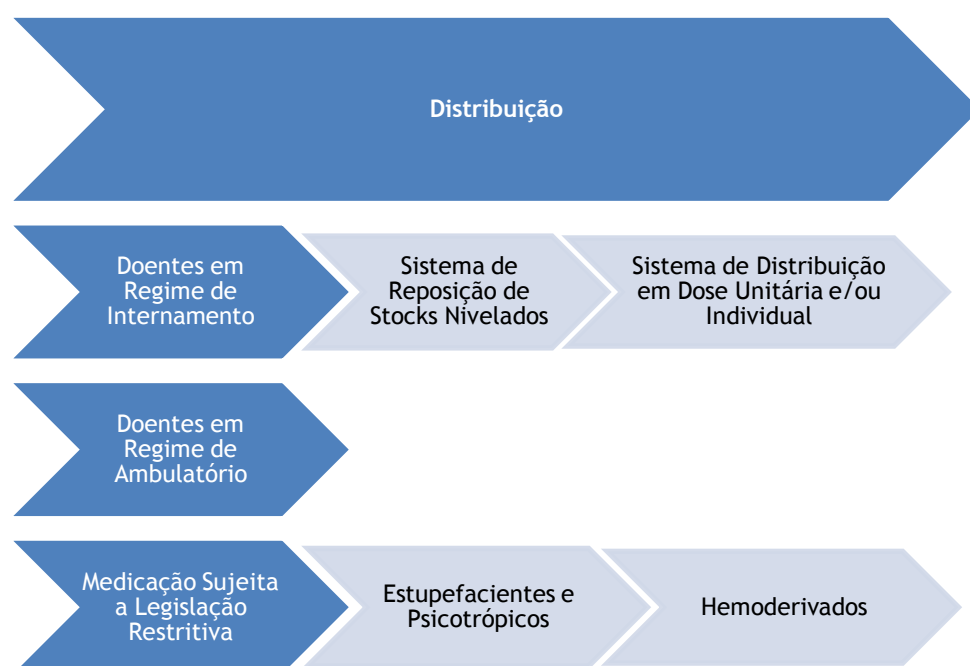 Distribuição
Doentes em
Regime de
Internamento
Sistema de
Reposição de
Stocks Nivelados
Sistema de Distribuição
em Dose Unitária e/ou
Individual
Doentes em
Regime de
Ambulatório
Medicação Sujeita
a Legislação
Restritiva
Estupefacientes e
Psicotrópicos
Hemoderivados